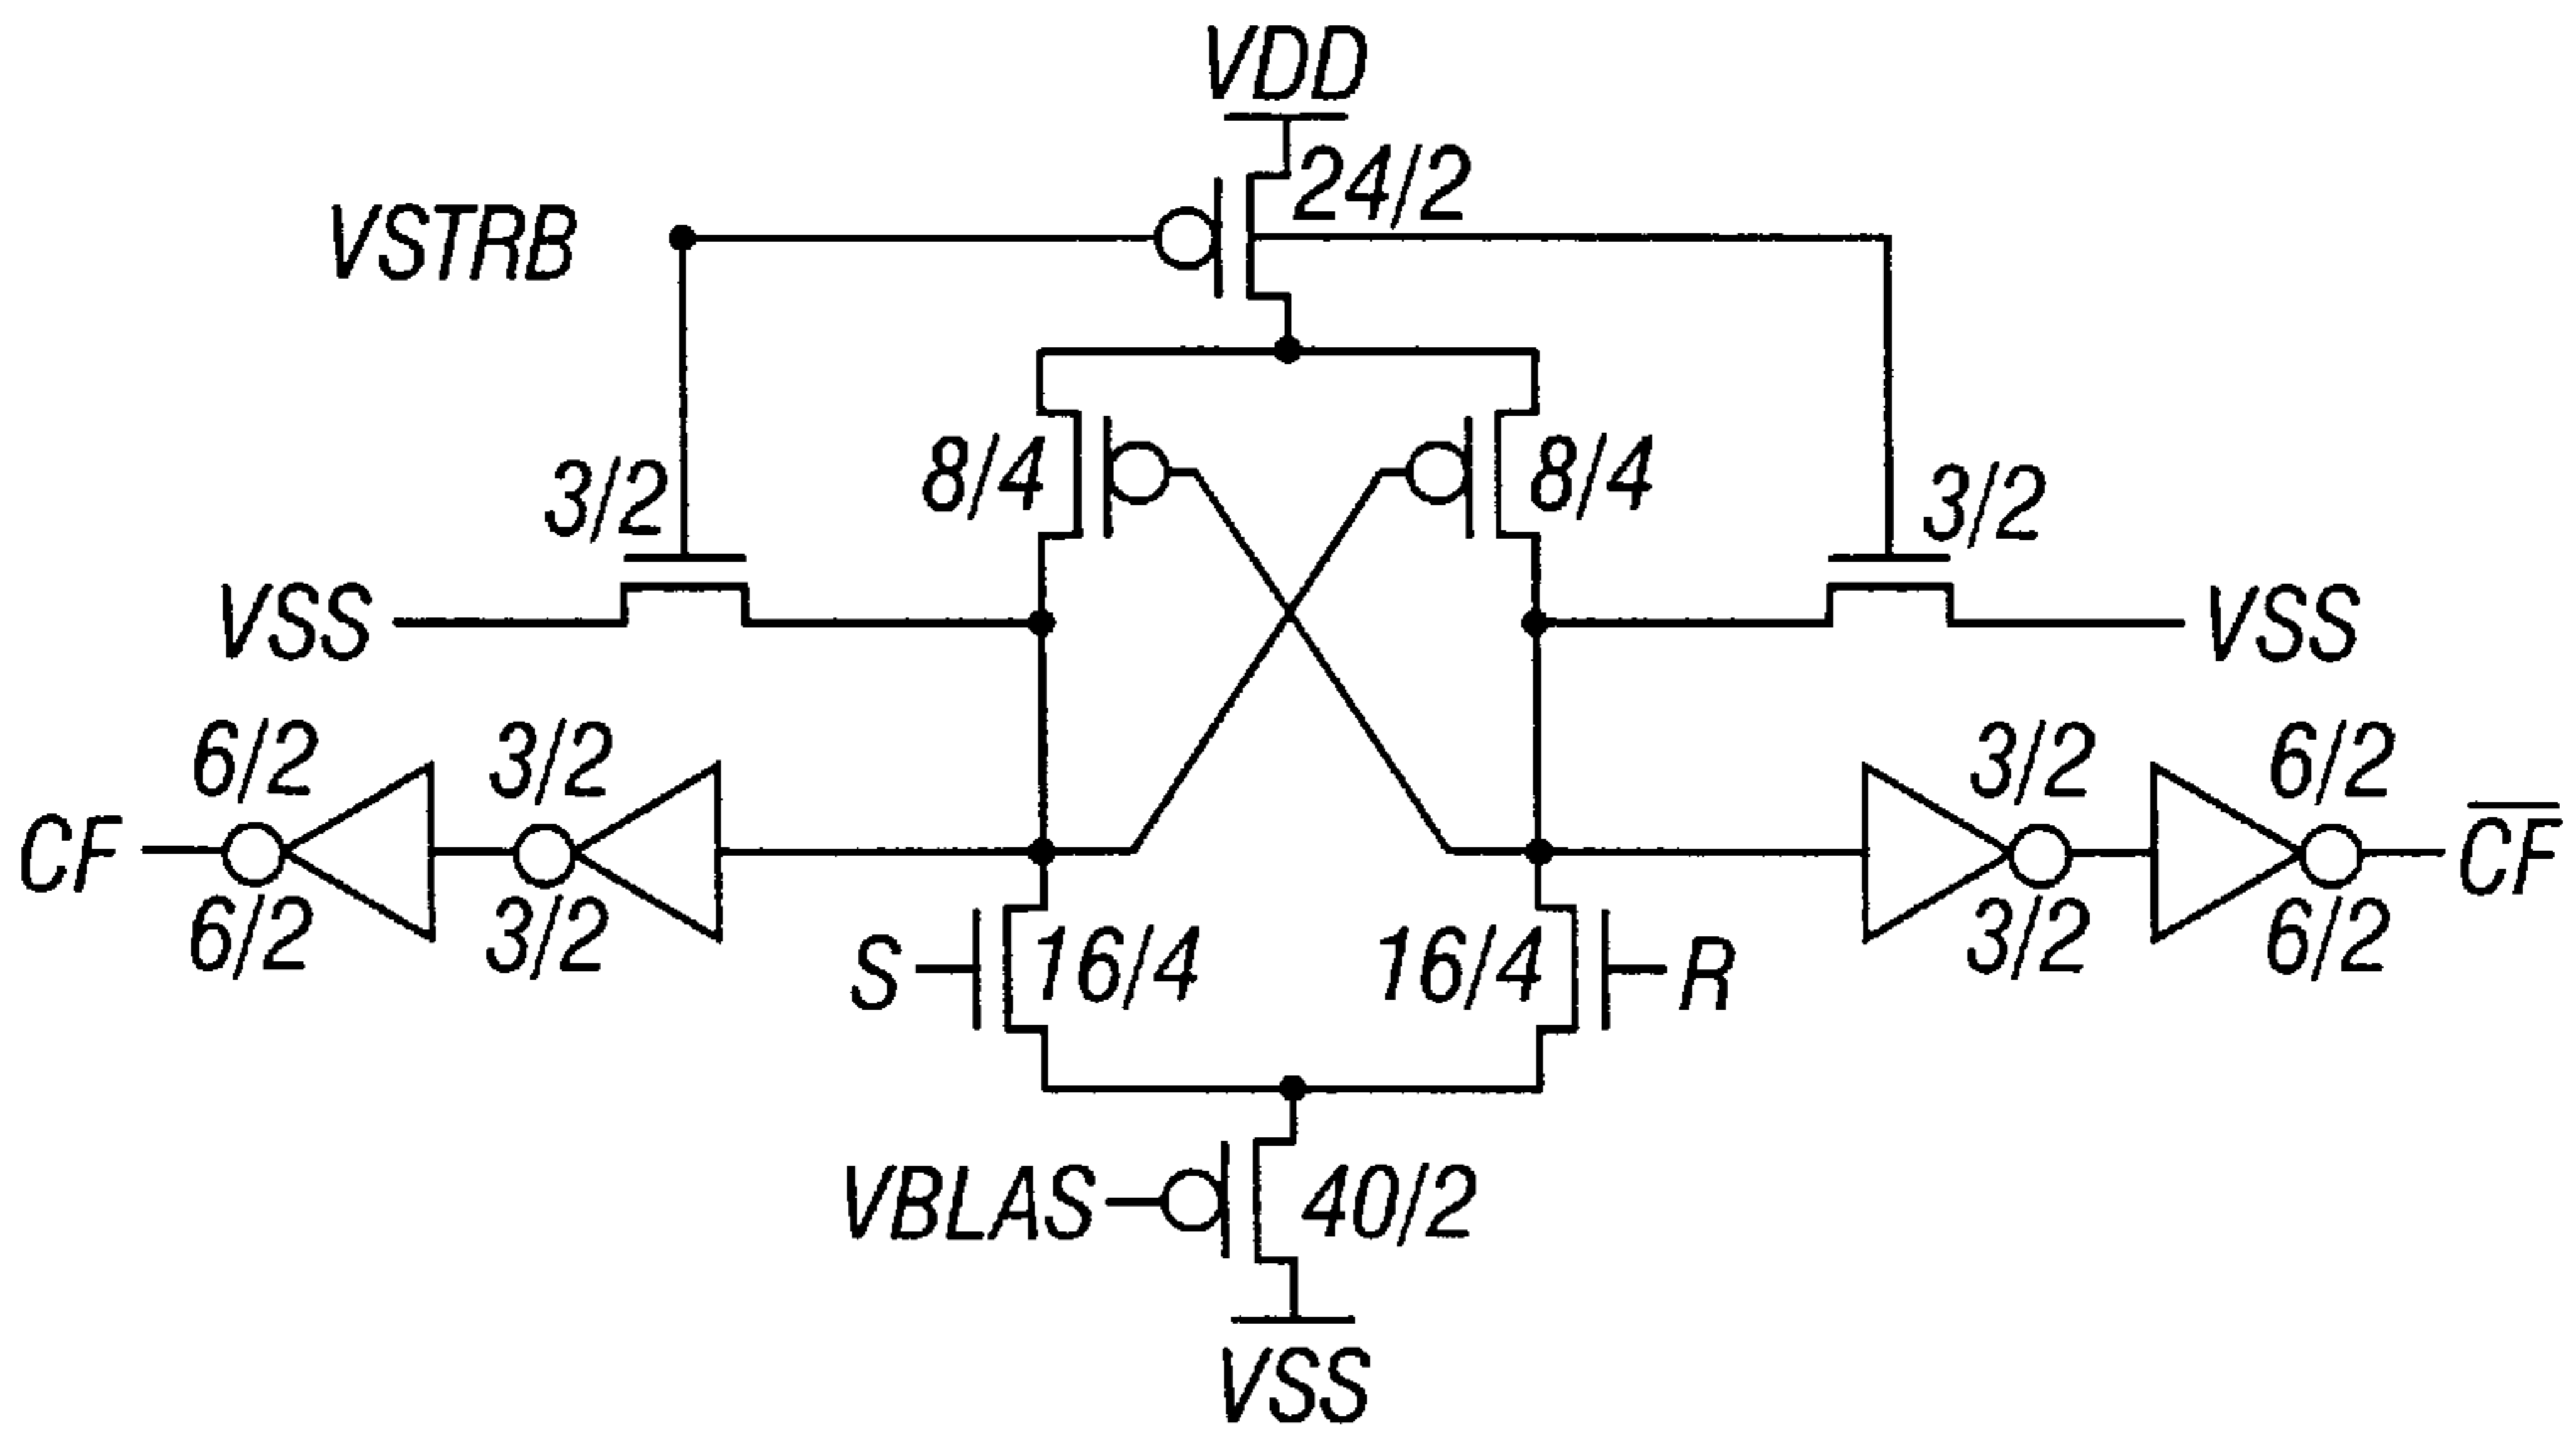 VDD
24/2
VSTRB
8/4 8/4
3/2 3/2
VSS VSS
6/2 3/2 3/2 6/2
CF C̅F̅
6/2 3/2 3/2 6/2
S 16/4 16/4 R
VBLAS 40/2
VSS